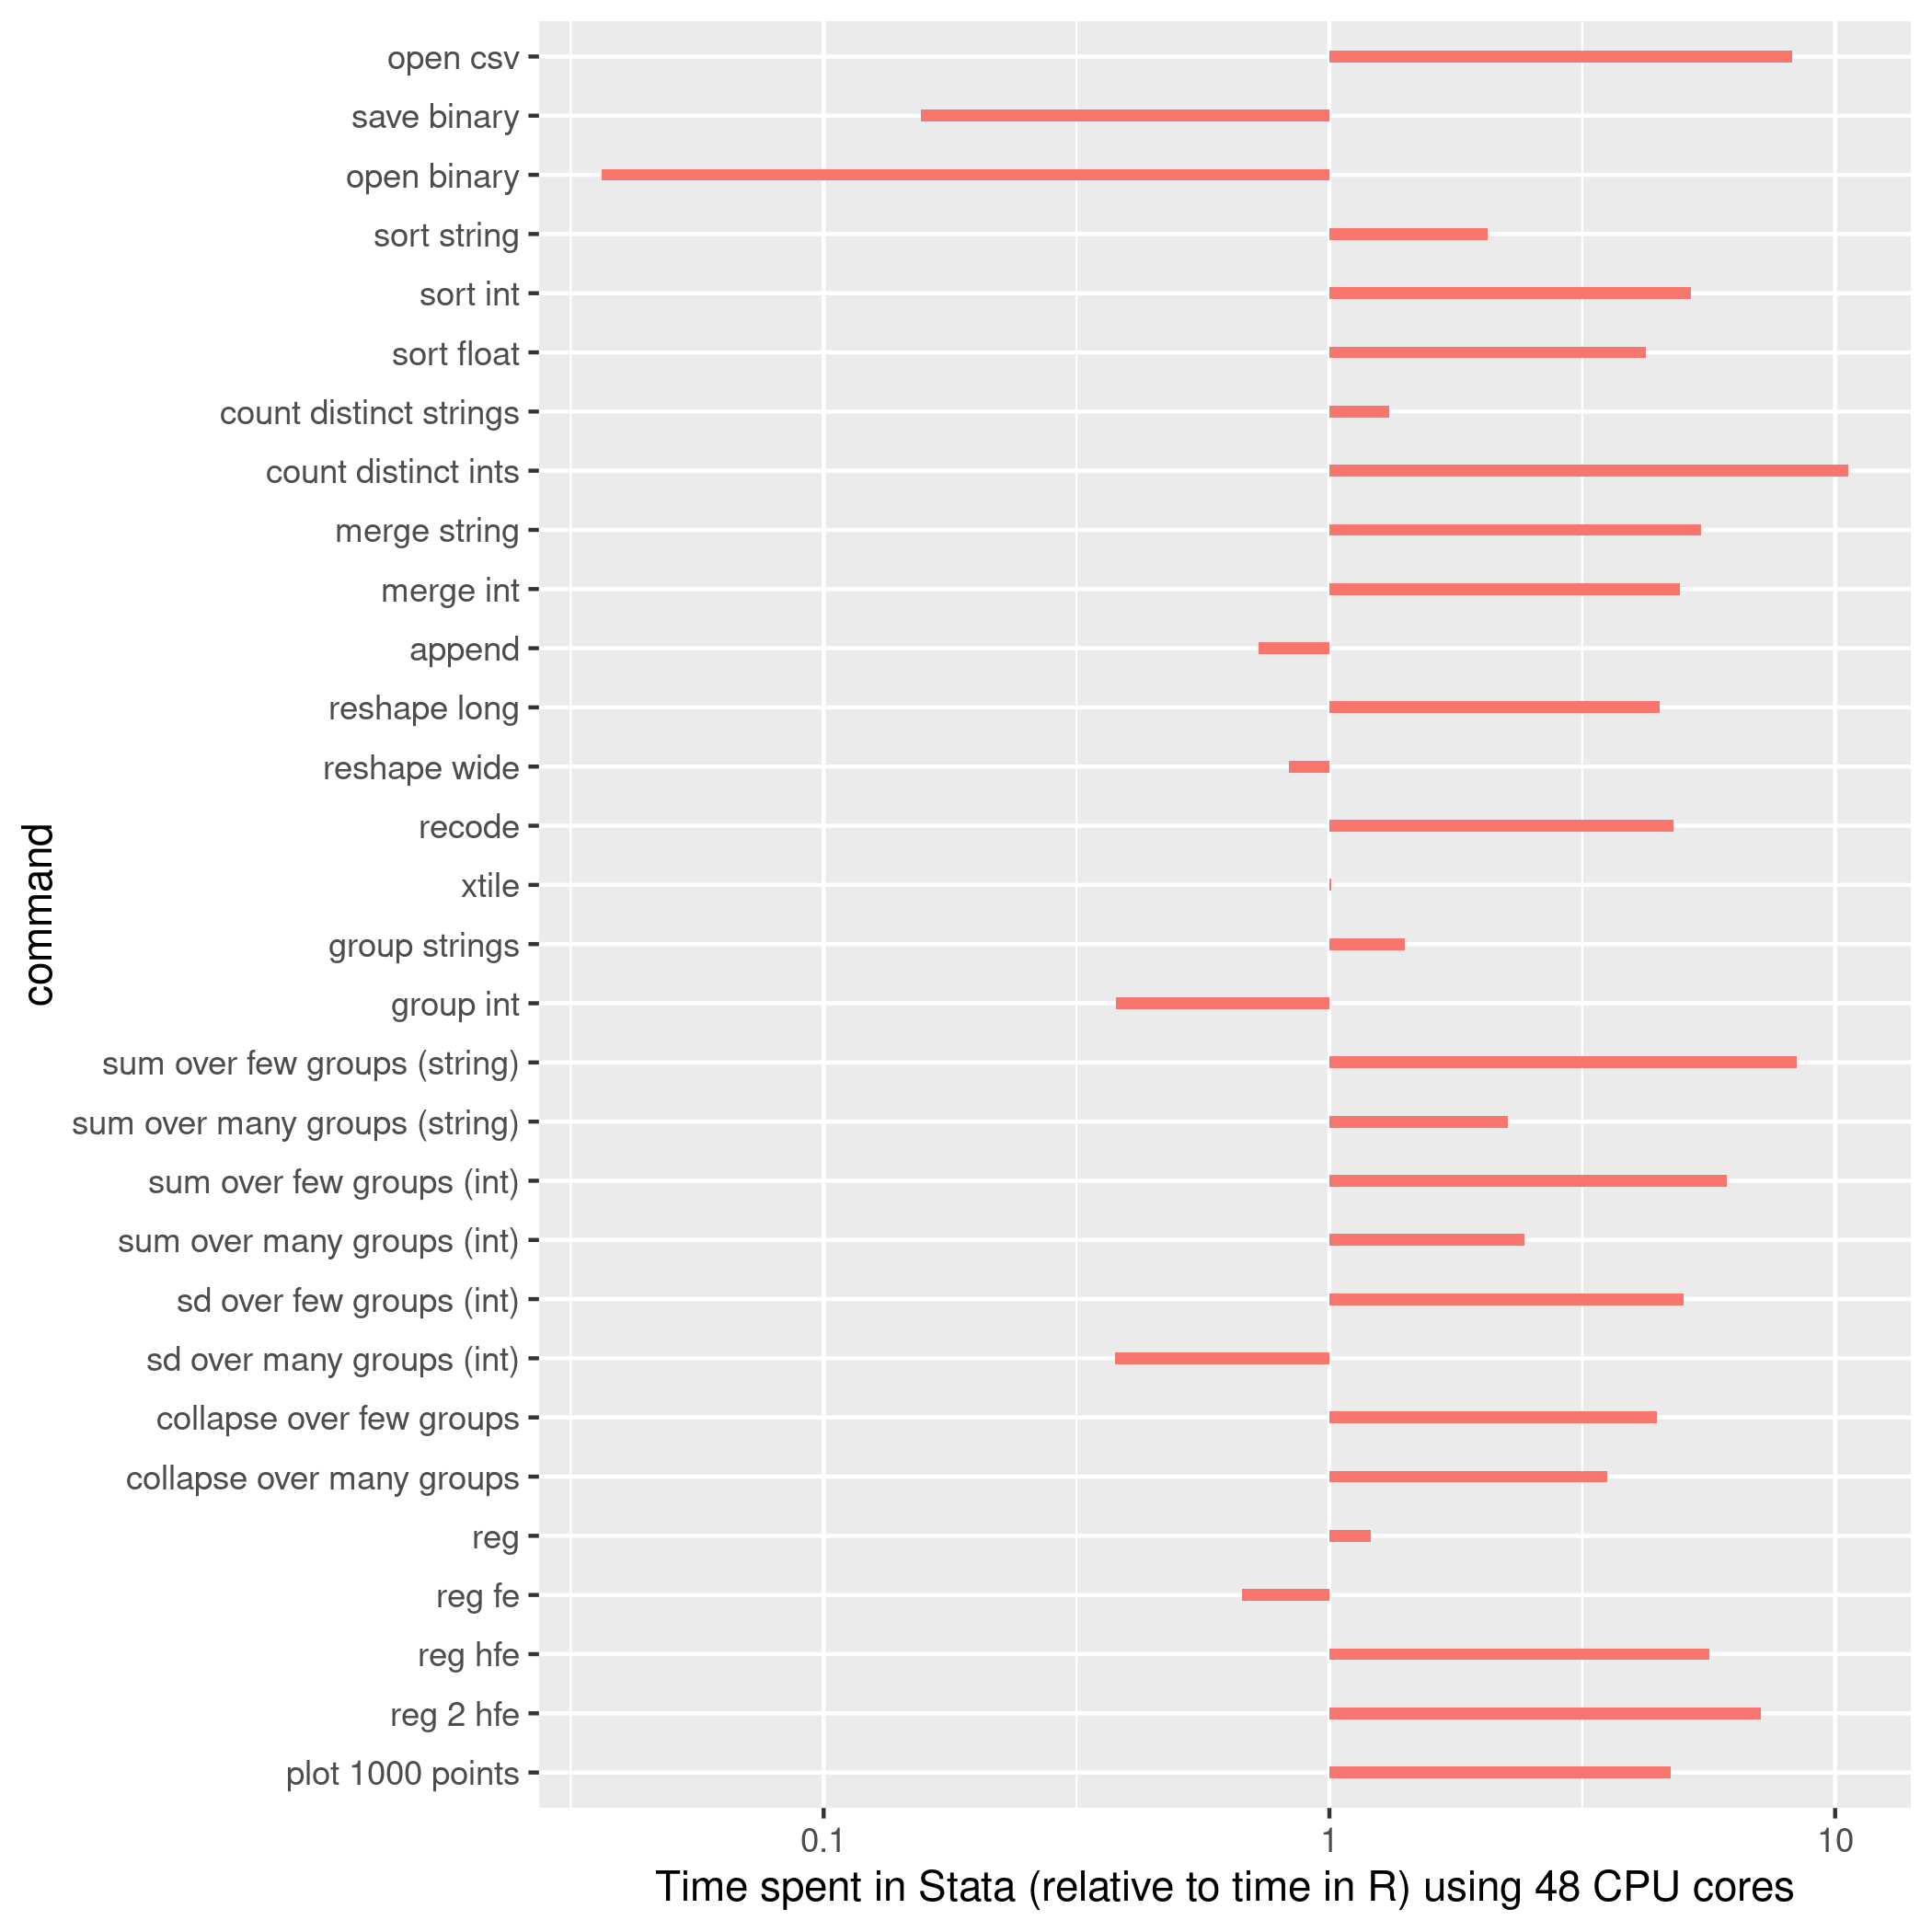 open csv
save binary
open binary
sort string
sort int
sort float
count distinct strings
count distinct ints
merge string
merge int
append
reshape long
reshape wide
recode
xtile
group strings
group int
sum over few groups (string)
sum over many groups (string)
sum over few groups (int)
sum over many groups (int)
sd over few groups (int)
sd over many groups (int)
collapse over few groups
collapse over many groups
reg
reg fe
reg hfe
reg 2 hfe
plot 1000 points
command
0.1 1 10
Time spent in Stata (relative to time in R) using 48 CPU cores